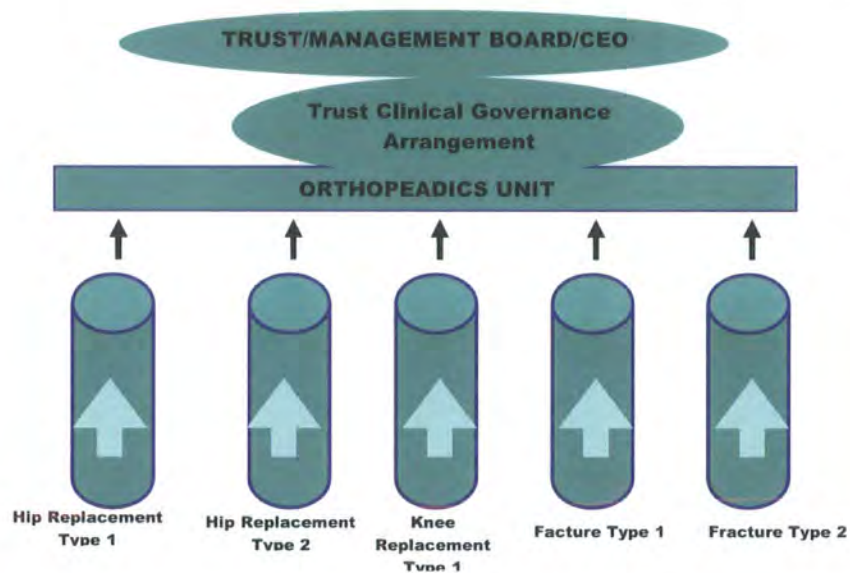 TRUST/MANAGEMENT BOARD/CEO
Trust Clinical Governance
Arrangement
ORTHOPEADICS UNIT
Hip Replacement
Type 1
Hip Replacement
Type 2
Knee
Replacement
Type 1
Facture Type 1
Fracture Type 2